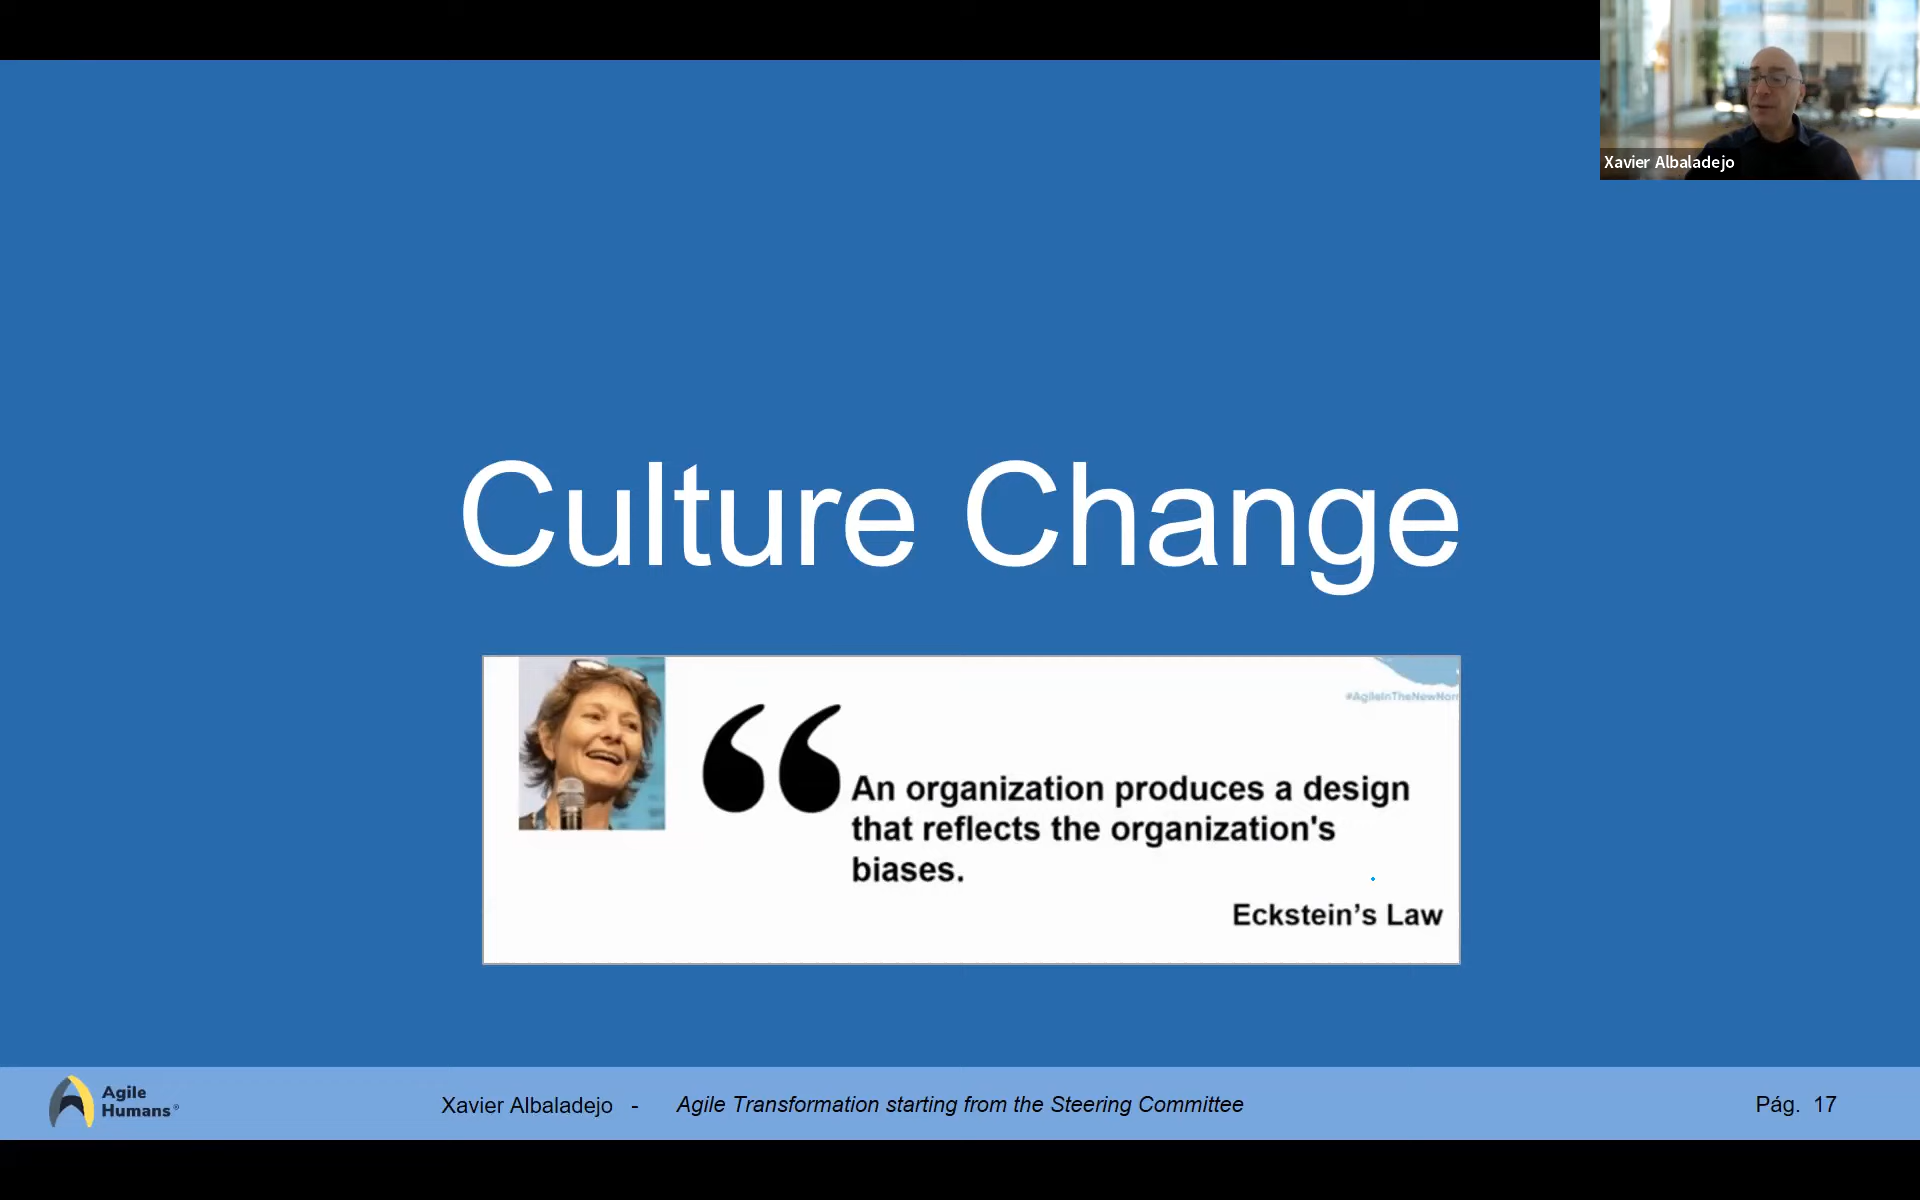 Xavier Albaladejo
Culture Change
#AgileInTheNewNor
“An organization produces a design
that reflects the organization's
biases.
Eckstein’s Law
Agile
Humans®
Xavier Albaladejo - Agile Transformation starting from the Steering Committee
Pág. 17